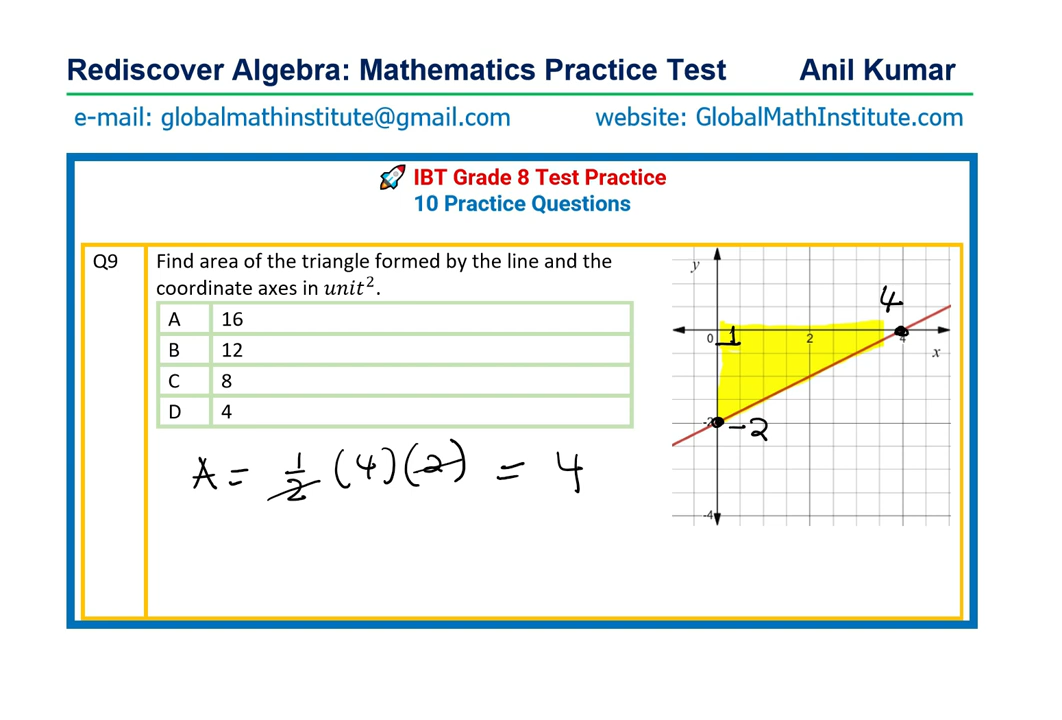 Rediscover Algebra: Mathematics Practice Test Anil Kumar
e-mail: globalmathinstitute@gmail.com website: GlobalMathInstitute.com
🚀 IBT Grade 8 Test Practice
10 Practice Questions
Q9 Find area of the triangle formed by the line and the
coordinate axes in unit².
A 16
B 12
C 8
D 4
A = 1/2 (4)(2) = 4
y
4
0 1 2 4
x
-2 -2
-4